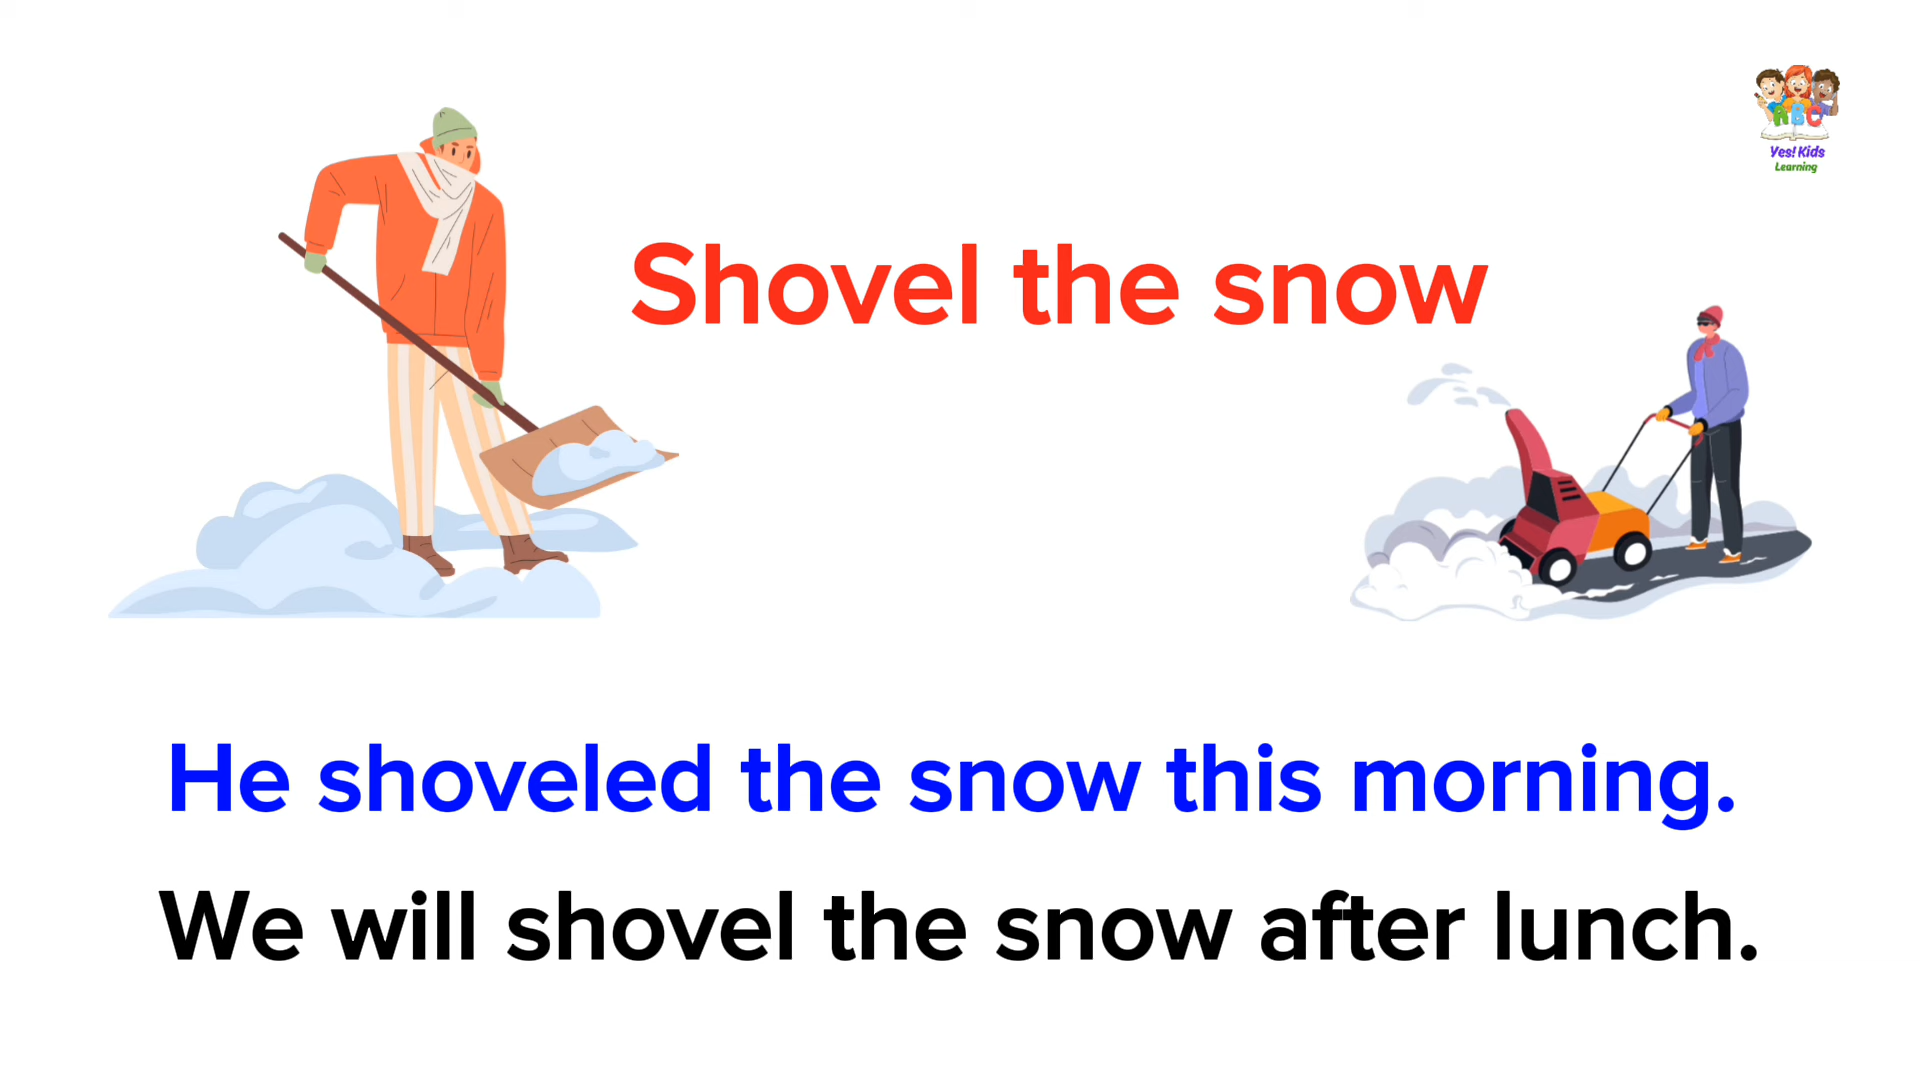 ABC
Yes! Kids
Learning
Shovel the snow
He shoveled the snow this morning.
We will shovel the snow after lunch.